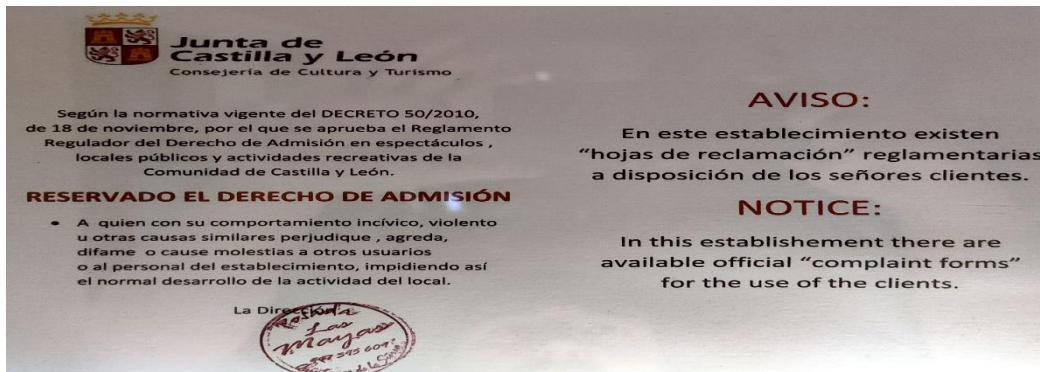 Junta de
Castilla y León
Consejería de Cultura y Turismo
Según la normativa vigente del DECRETO 50/2010,
de 18 de noviembre, por el que se aprueba el Reglamento
Regulador del Derecho de Admisión en espectáculos ,
locales públicos y actividades recreativas de la
Comunidad de Castilla y León.
RESERVADO EL DERECHO DE ADMISIÓN
• A quien con su comportamiento incívico, violento
u otras causas similares perjudique , agreda,
difame o cause molestias a otros usuarios
o al personal del establecimiento, impidiendo así
el normal desarrollo de la actividad del local.
La Dirección
Las
Mayas
AVISO:
En este establecimiento existen
“hojas de reclamación” reglamentarias
a disposición de los señores clientes.
NOTICE:
In this establishement there are
available official “complaint forms”
for the use of the clients.